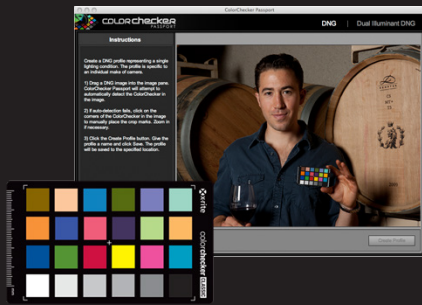 ColorChecker Passport
colorchecker
PASSPORT
DNG | Dual Illuminant DNG
Instructions
Create a DNG profile representing a single
lighting condition. The profile is specific to
an individual make of camera.
1) Drag a DNG image into the image pane.
ColorChecker Passport will attempt to
automatically detect the ColorChecker in
the image.
2) If auto-detection fails, click on the
corners of the ColorChecker in the image
to manually place the crop marks. Zoom in
if necessary.
3) Click the Create Profile button. Give the
profile a name and click Save. The profile
will be saved to the specified location.
Create Profile
x-rite
colorchecker CLASSIC